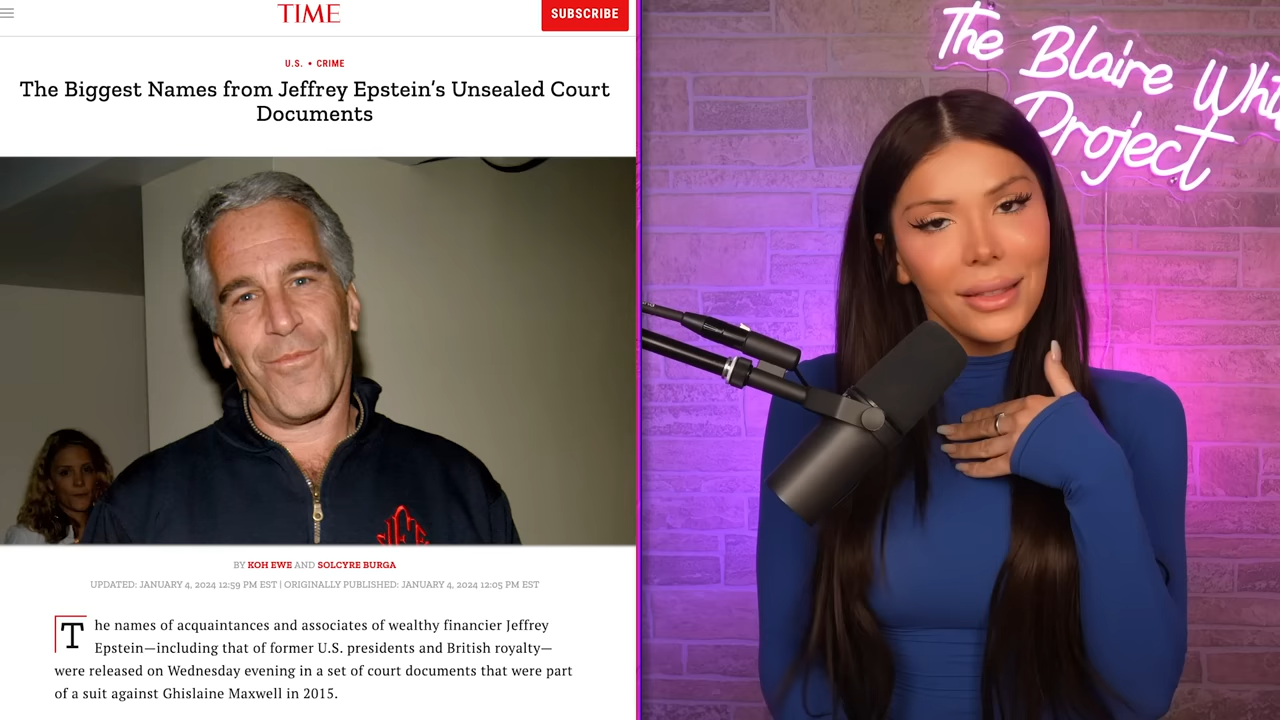 TIME
SUBSCRIBE
U.S. • CRIME
The Biggest Names from Jeffrey Epstein's Unsealed Court
Documents
BY KOH EWE AND SOLCYRE BURGA
UPDATED: JANUARY 4, 2024 12:59 PM EST | ORIGINALLY PUBLISHED: JANUARY 4, 2024 12:05 PM EST
The names of acquaintances and associates of wealthy financier Jeffrey
Epstein—including that of former U.S. presidents and British royalty—
were released on Wednesday evening in a set of court documents that were part
of a suit against Ghislaine Maxwell in 2015.
The Blaire Whi
Project